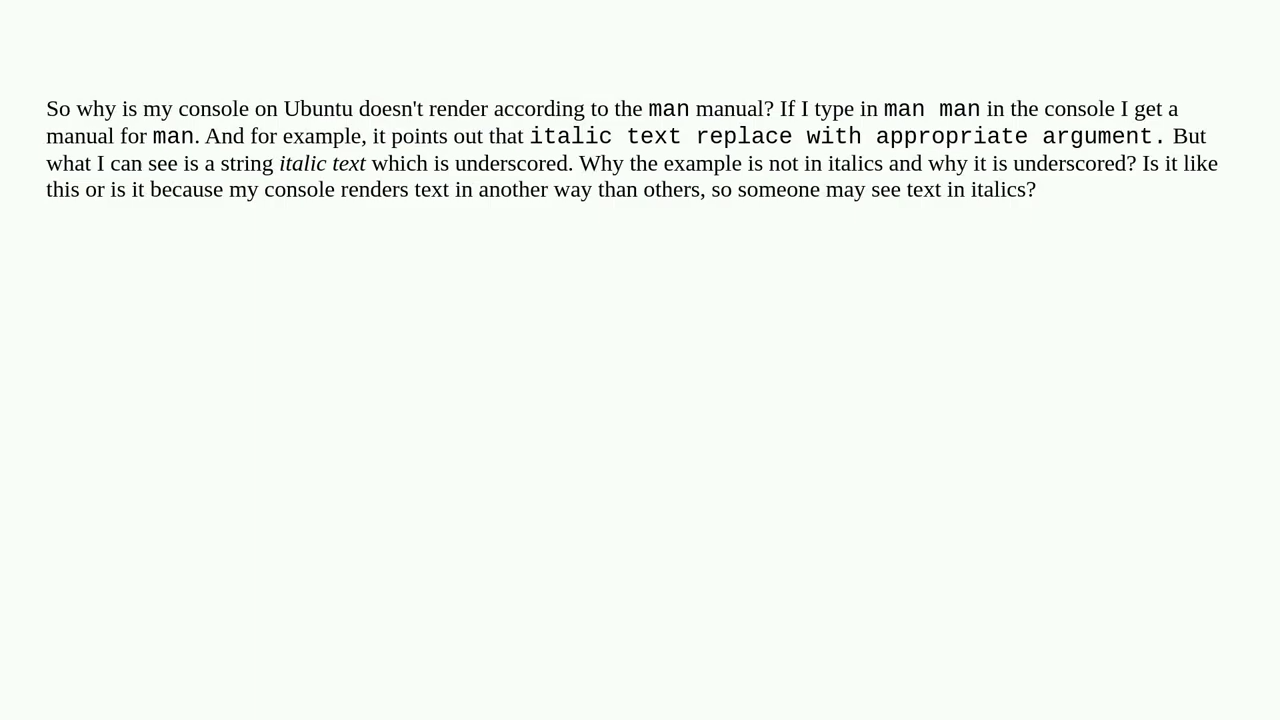 So why is my console on Ubuntu doesn't render according to the man manual? If I type in man man in the console I get a
manual for man. And for example, it points out that italic text replace with appropriate argument. But
what I can see is a string italic text which is underscored. Why the example is not in italics and why it is underscored? Is it like
this or is it because my console renders text in another way than others, so someone may see text in italics?